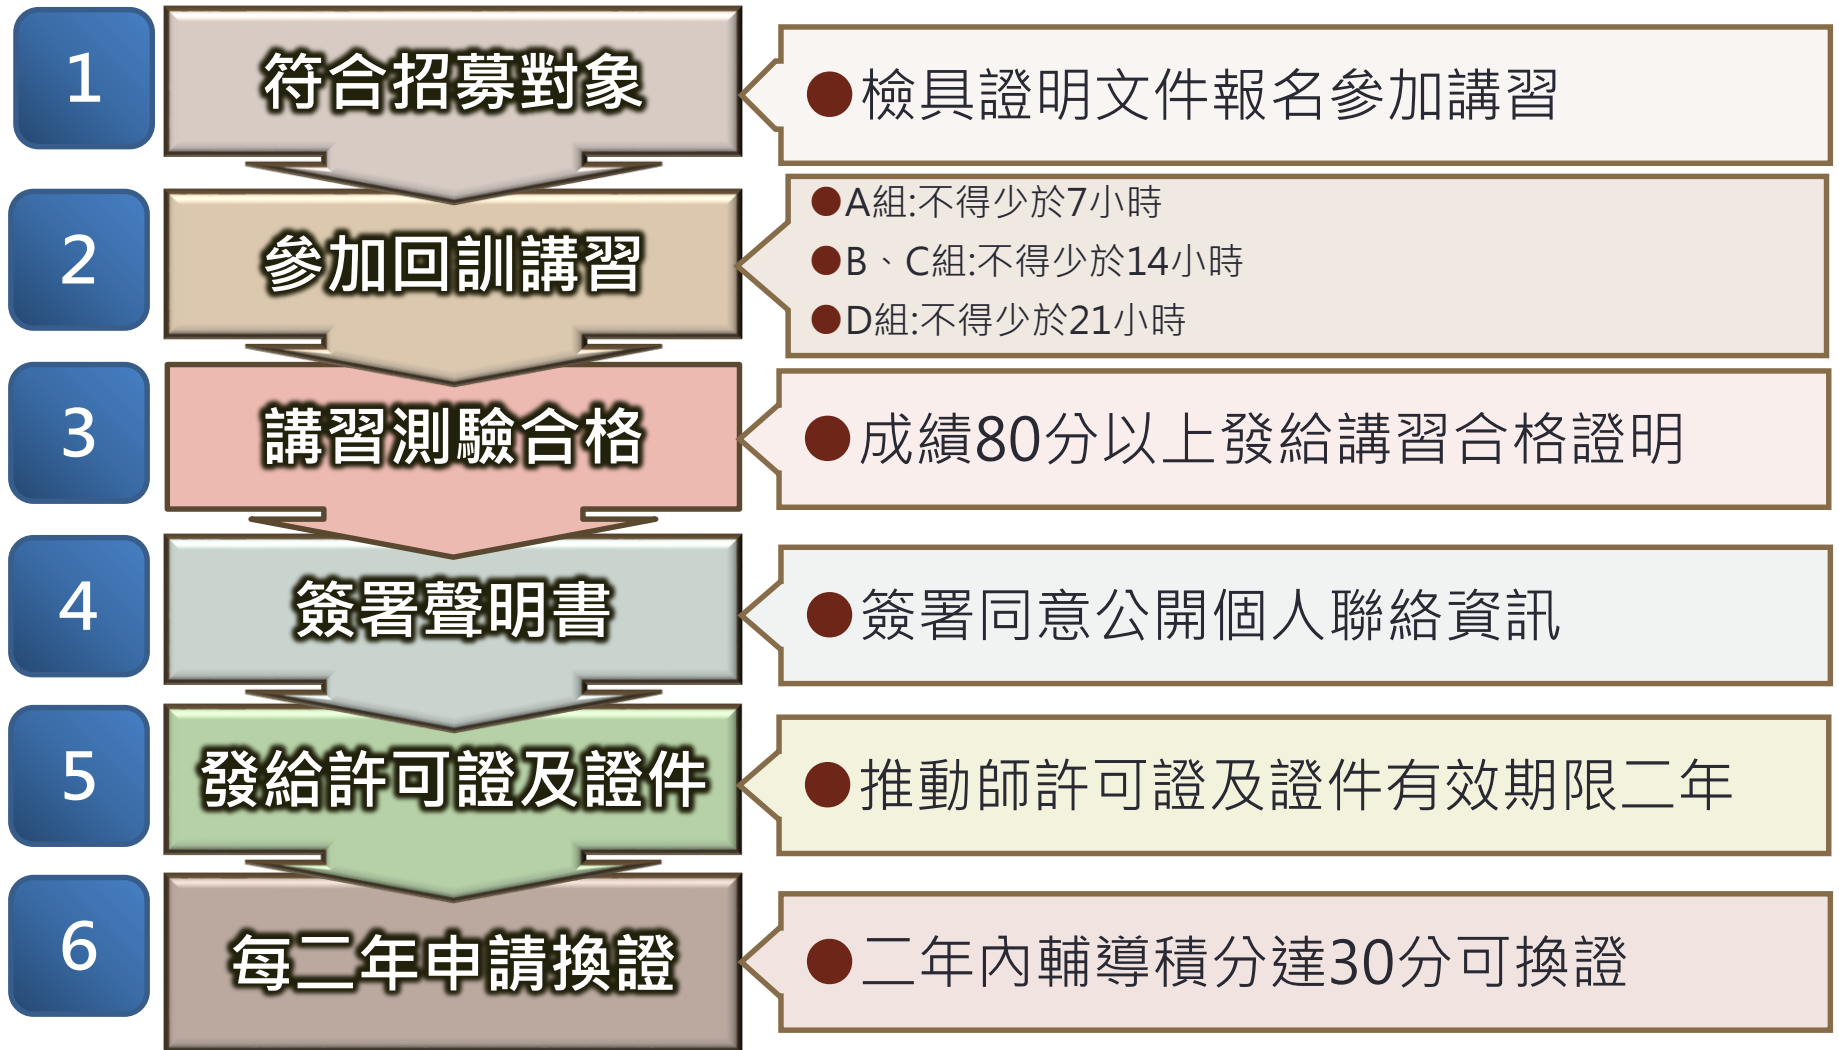 1
符合招募對象
●檢具證明文件報名參加講習
2
參加回訓講習
●A組:不得少於7小時
●B、C組:不得少於14小時
●D組:不得少於21小時
3
講習測驗合格
●成績80分以上發給講習合格證明
4
簽署聲明書
●簽署同意公開個人聯絡資訊
5
發給許可證及證件
●推動師許可證及證件有效期限二年
6
每二年申請換證
●二年內輔導積分達30分可換證